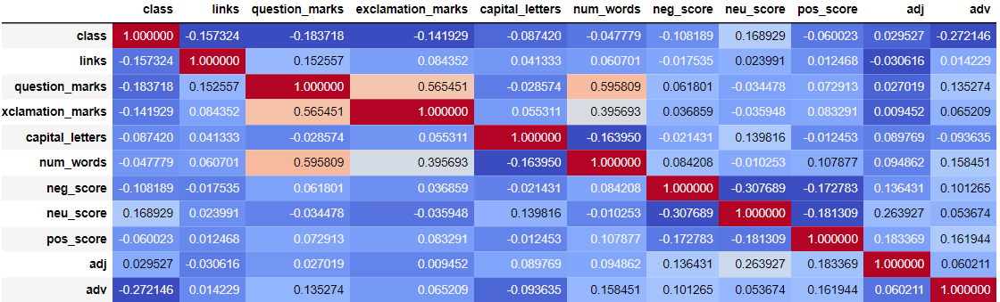 class links question_marks exclamation_marks capital_letters num_words neg_score neu_score pos_score adj adv
class 1.000000 -0.157324 -0.183718 -0.141929 -0.087420 -0.047779 -0.108189 0.168929 -0.060023 0.029527 -0.272146
links -0.157324 1.000000 0.152557 0.084352 0.041333 0.060701 -0.017535 0.023991 0.012468 -0.030616 0.014229
question_marks -0.183718 0.152557 1.000000 0.565451 -0.028574 0.595809 0.061801 -0.034478 0.072913 0.027019 0.135274
xclamation_marks -0.141929 0.084352 0.565451 1.000000 0.055311 0.395693 0.036859 -0.035948 0.083291 0.009452 0.065209
capital_letters -0.087420 0.041333 -0.028574 0.055311 1.000000 -0.163950 -0.021431 0.139816 -0.012453 0.089769 -0.093635
num_words -0.047779 0.060701 0.595809 0.395693 -0.163950 1.000000 0.084208 -0.010253 0.107877 0.094862 0.158451
neg_score -0.108189 -0.017535 0.061801 0.036859 -0.021431 0.084208 1.000000 -0.307689 -0.172783 0.136431 0.101265
neu_score 0.168929 0.023991 -0.034478 -0.035948 0.139816 -0.010253 -0.307689 1.000000 -0.181309 0.263927 0.053674
pos_score -0.060023 0.012468 0.072913 0.083291 -0.012453 0.107877 -0.172783 -0.181309 1.000000 0.183369 0.161944
adj 0.029527 -0.030616 0.027019 0.009452 0.089769 0.094862 0.136431 0.263927 0.183369 1.000000 0.060211
adv -0.272146 0.014229 0.135274 0.065209 -0.093635 0.158451 0.101265 0.053674 0.161944 0.060211 1.000000